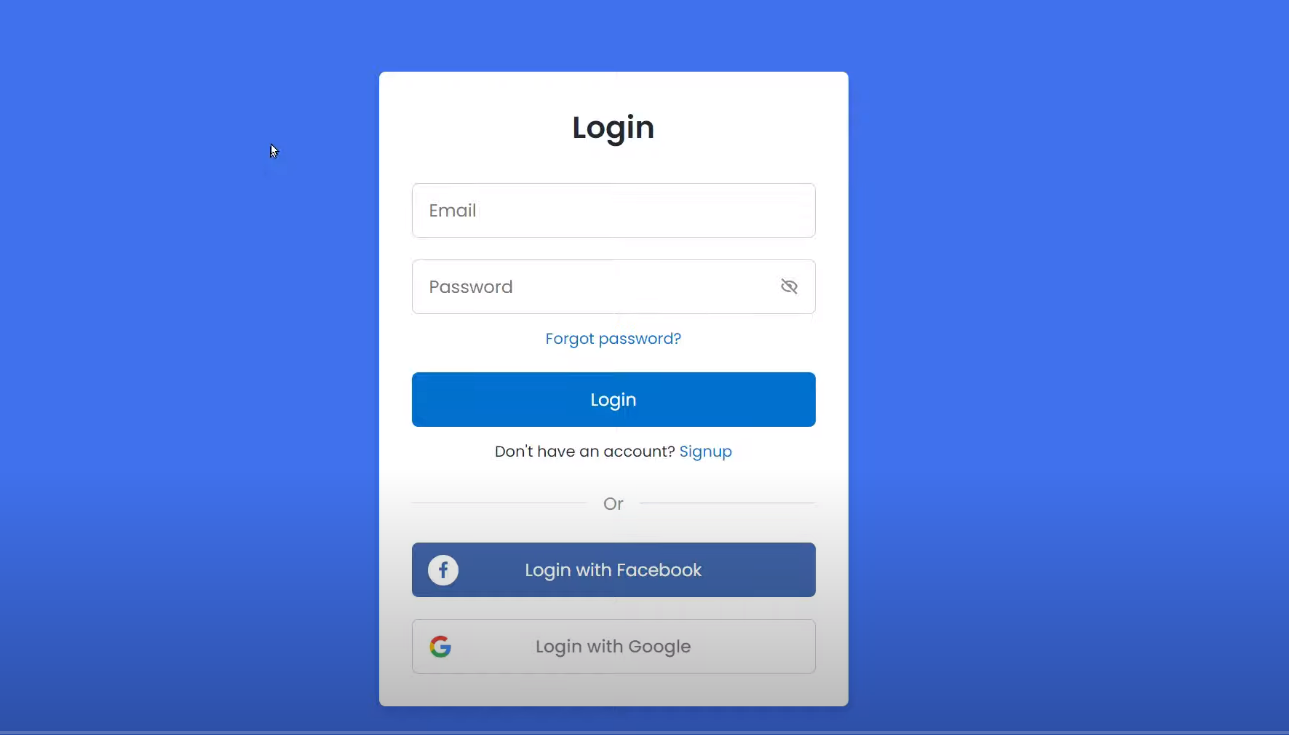 Login
Email
Password
Forgot password?
Login
Don't have an account? Signup
Or
Login with Facebook
Login with Google